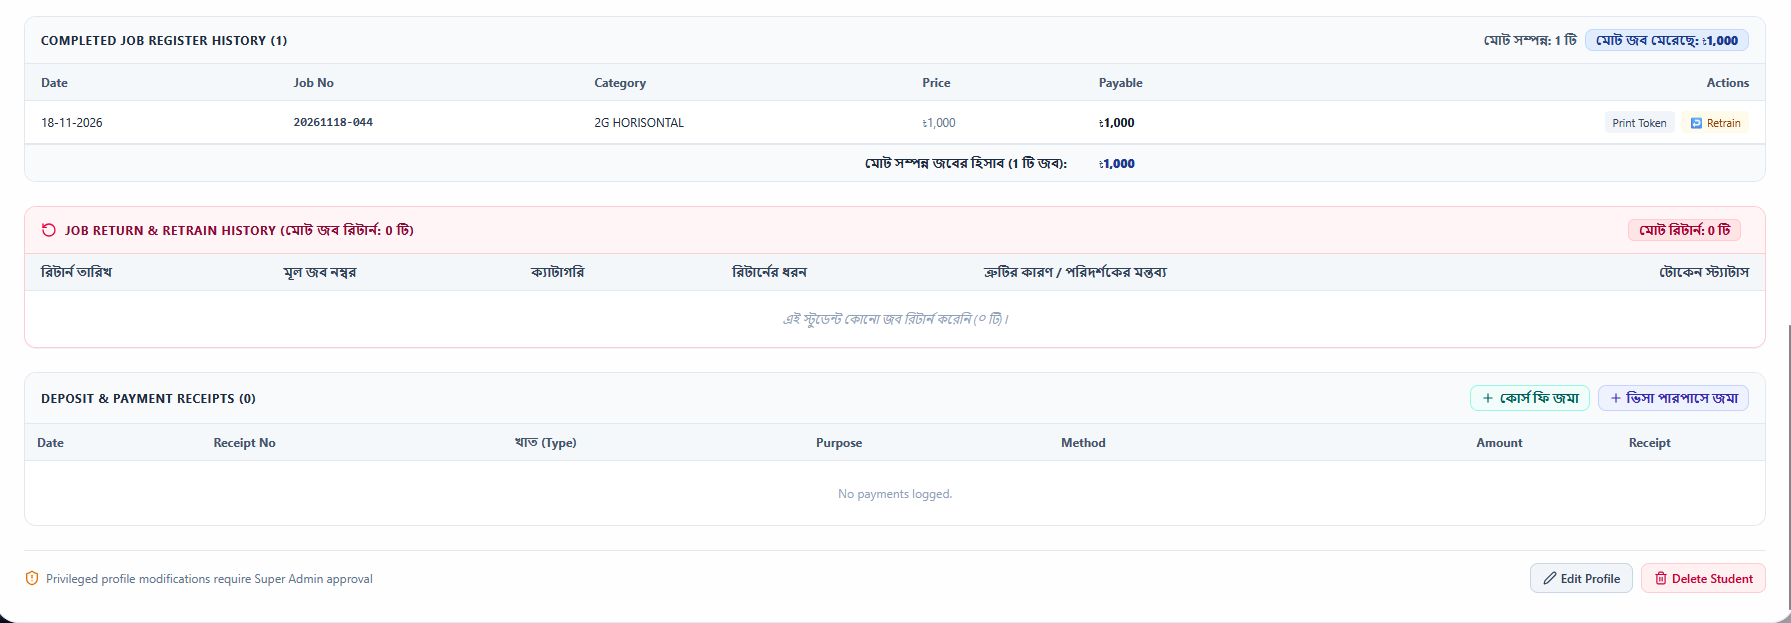 COMPLETED JOB REGISTER HISTORY (1)
মোট সম্পন্ন: 1 টি
মোট জব মেরেছে: ৳1,000
Date Job No Category Price Payable Actions
18-11-2026 20261118-044 2G HORISONTAL ৳1,000 ৳1,000 Print Token Retrain
মোট সম্পন্ন জবের হিসাব (1 টি জব): ৳1,000
JOB RETURN & RETRAIN HISTORY (মোট জব রিটার্ন: 0 টি)
মোট রিটার্ন: 0 টি
রিটার্ন তারিখ মূল জব নম্বর ক্যাটাগরি রিটার্নের ধরন ত্রুটির কারণ / পরিদর্শকের মন্তব্য টোকেন স্ট্যাটাস
এই স্টুডেন্ট কোনো জব রিটার্ন করেনি (০ টি)।
DEPOSIT & PAYMENT RECEIPTS (0)
+ কোর্স ফি জমা
+ ভিসা পারপাসে জমা
Date Receipt No খাত (Type) Purpose Method Amount Receipt
No payments logged.
Privileged profile modifications require Super Admin approval
Edit Profile
Delete Student